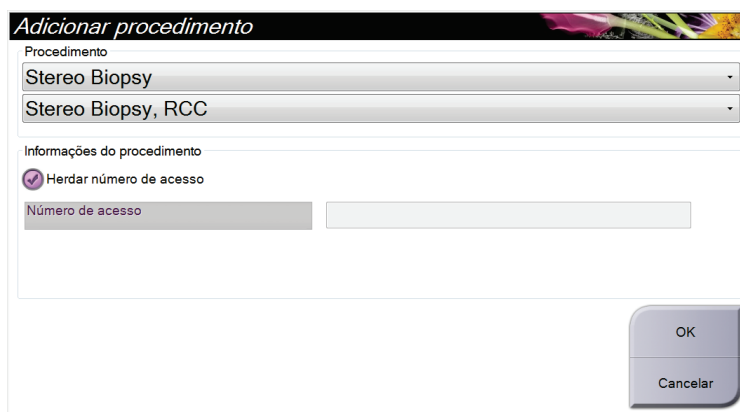 Adicionar procedimento
Procedimento
Stereo Biopsy
Stereo Biopsy, RCC
Informações do procedimento
Herdar número de acesso
Número de acesso
OK
Cancelar